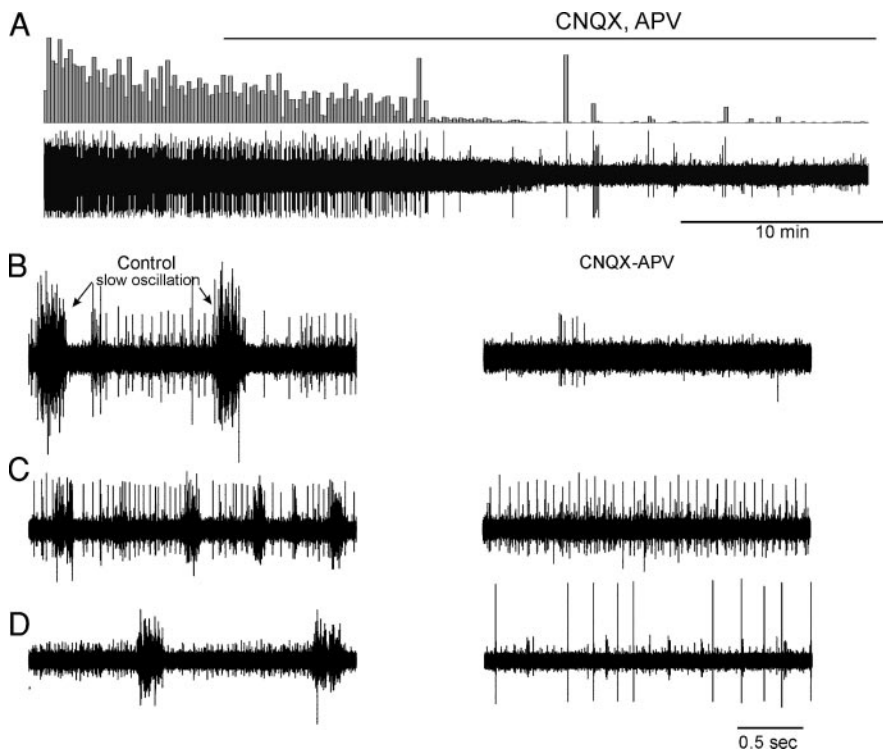 A
CNQX, APV
10 min
B
Control
slow oscillation
CNQX-APV
C
D
0.5 sec